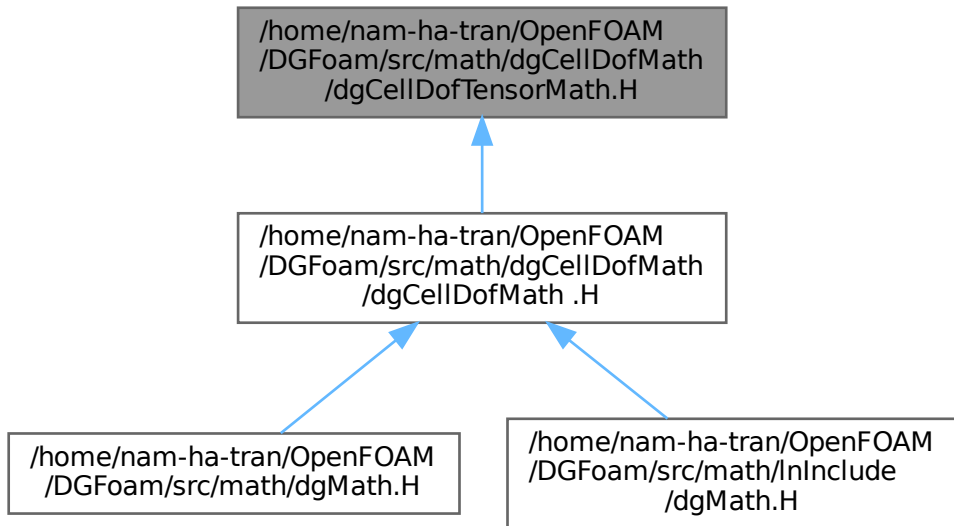 /home/nam-ha-tran/OpenFOAM
/DGFoam/src/math/dgCellDofMath
/dgCellDofTensorMath.H
/home/nam-ha-tran/OpenFOAM
/DGFoam/src/math/dgCellDofMath
/dgCellDofMath .H
/home/nam-ha-tran/OpenFOAM
/DGFoam/src/math/dgMath.H
/home/nam-ha-tran/OpenFOAM
/DGFoam/src/math/lnInclude
/dgMath.H